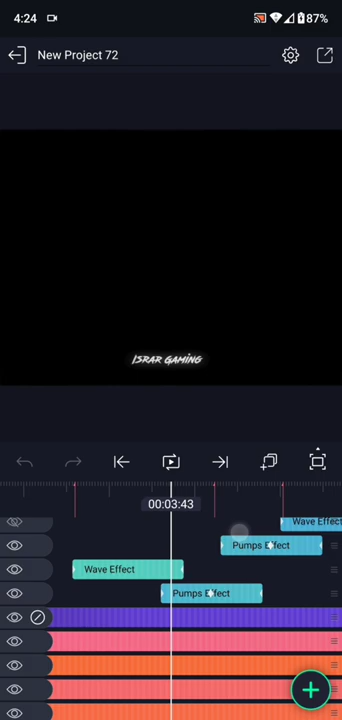 4:24
87%
New Project 72
ISRAR GAMING
00:03:43
Wave Effect
Pumps Effect
Wave Effect
Pumps Effect